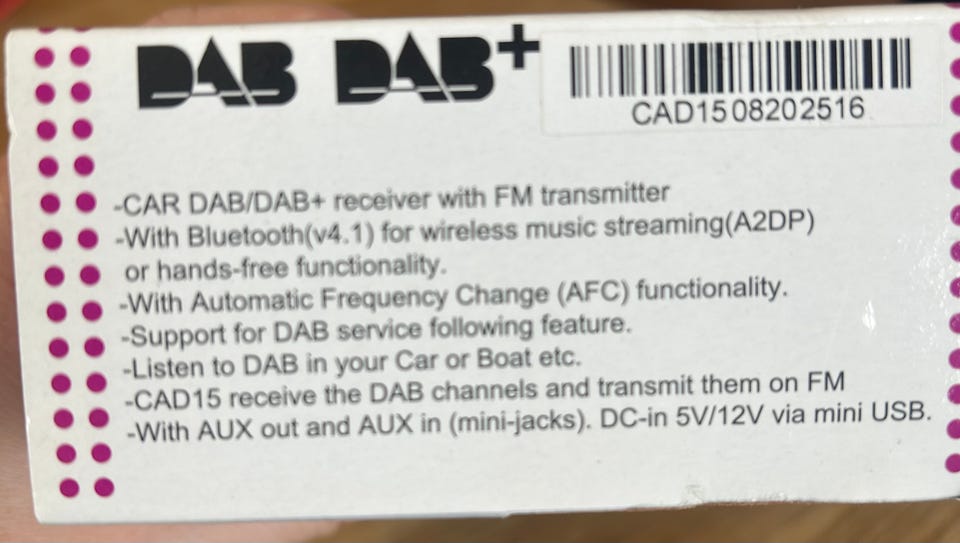 DAB DAB+
CAD1508202516
-CAR DAB/DAB+ receiver with FM transmitter
-With Bluetooth(v4.1) for wireless music streaming(A2DP)
or hands-free functionality.
-With Automatic Frequency Change (AFC) functionality.
-Support for DAB service following feature.
-Listen to DAB in your Car or Boat etc.
-CAD15 receive the DAB channels and transmit them on FM
-With AUX out and AUX in (mini-jacks). DC-in 5V/12V via mini USB.